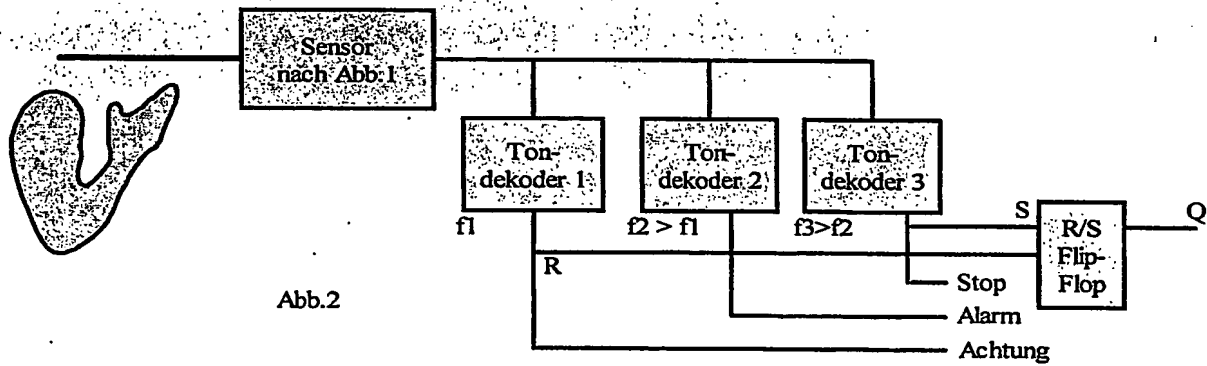 Sensor
nach Abb.1
Ton-
dekoder 1
Ton-
dekoder 2
Ton-
dekoder 3
f1
f2 > f1
f3>f2
S
R/S
Flip-
Flop
Q
R
Stop
Alarm
Achtung
Abb.2